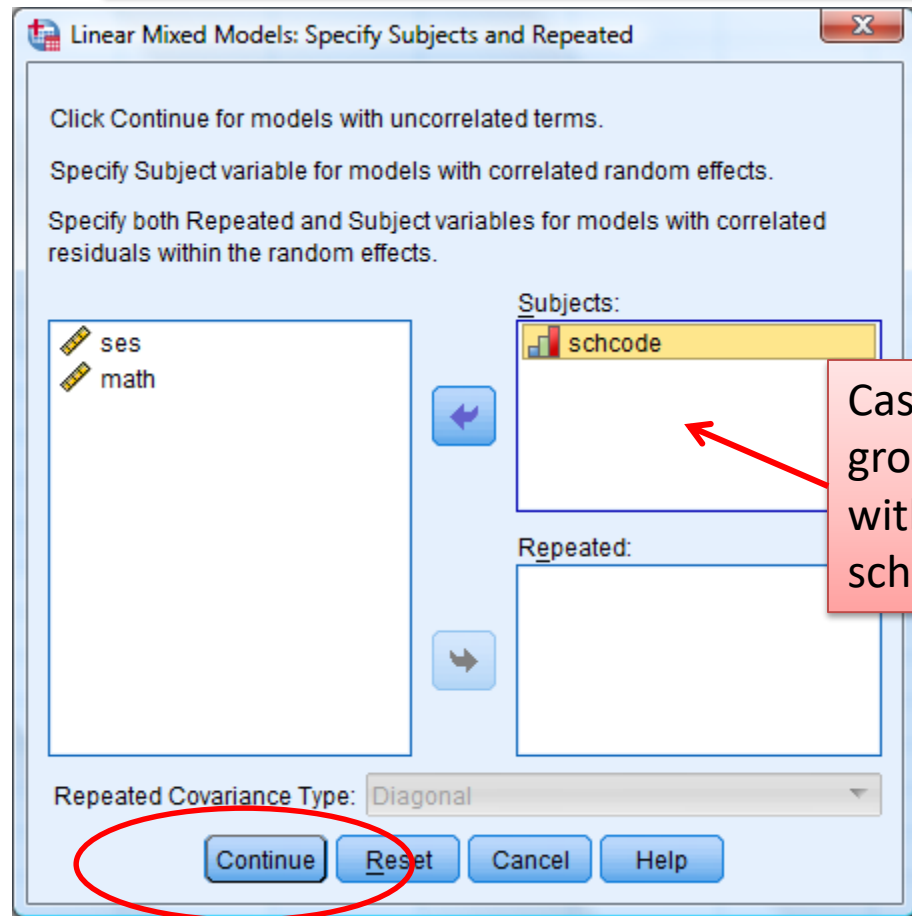 Linear Mixed Models: Specify Subjects and Repeated
Click Continue for models with uncorrelated terms.
Specify Subject variable for models with correlated random effects.
Specify both Repeated and Subject variables for models with correlated
residuals within the random effects.
Subjects:
ses
math
schcode
Repeated:
Repeated Covariance Type: Diagonal
Continue Reset Cancel Help